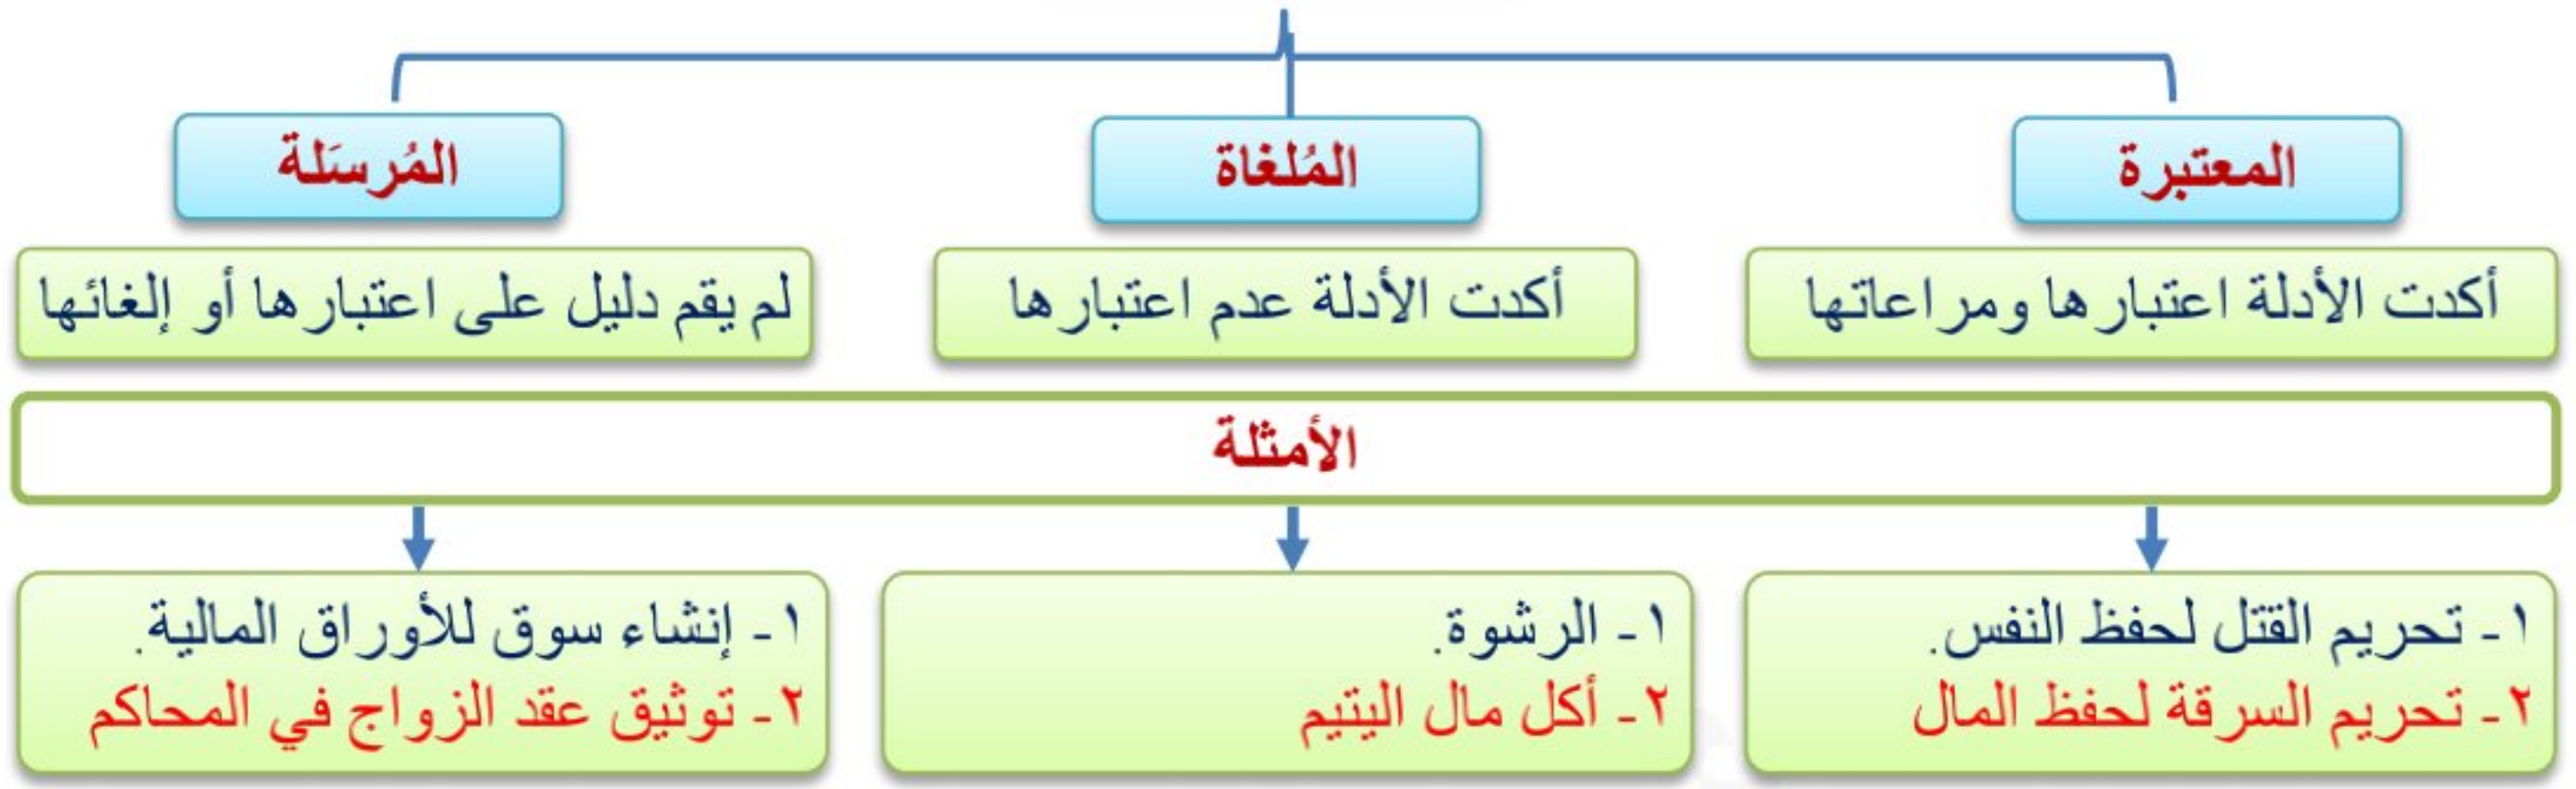 المعتبرة
المُلغاة
المُرسَلة
أكدت الأدلة اعتبارها ومراعاتها
أكدت الأدلة عدم اعتبارها
لم يقم دليل على اعتبارها أو إلغائها
الأمثلة
١- تحريم القتل لحفظ النفس.
٢- تحريم السرقة لحفظ المال
١- الرشوة.
٢- أكل مال اليتيم
١- إنشاء سوق للأوراق المالية.
٢- توثيق عقد الزواج في المحاكم